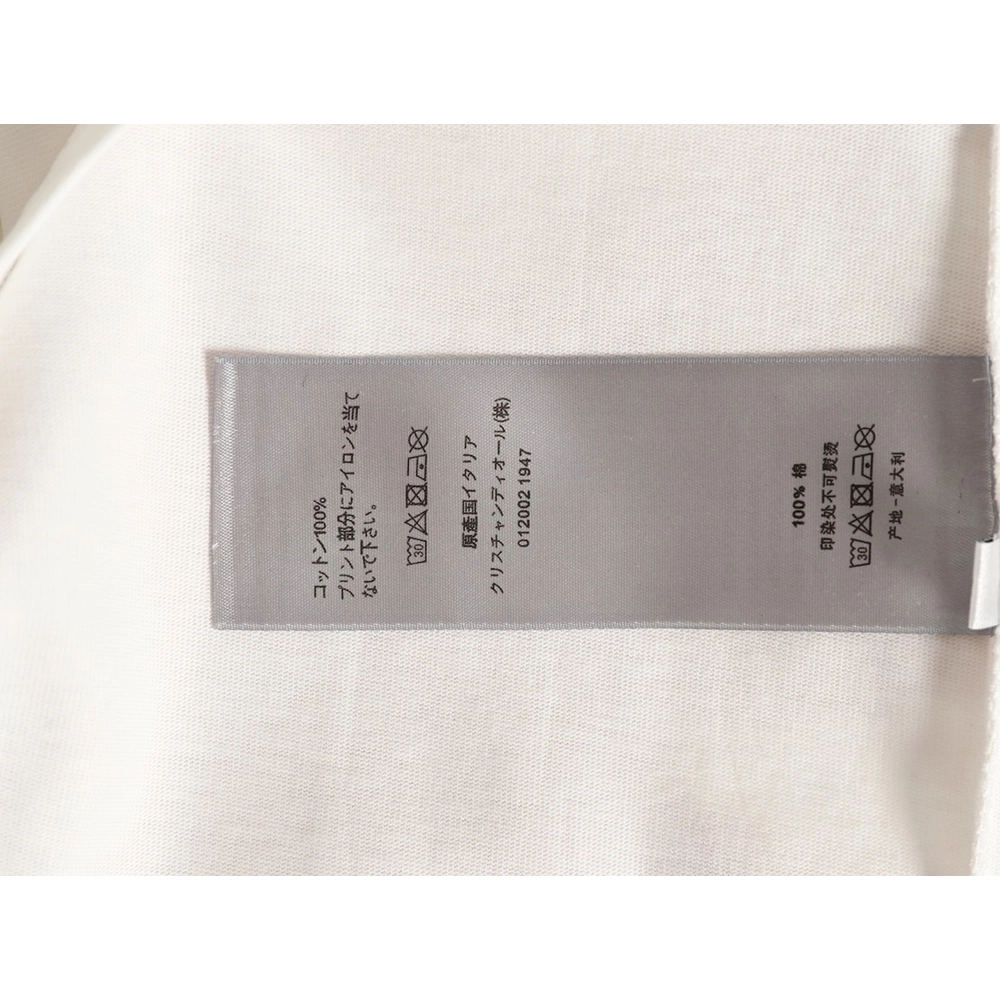 コットン100%
プリント部分にアイロンを当て
ないで下さい。
30
原産国イタリア
クリスチャンディオール(株)
0120021947
100% 棉
印染处不可熨烫
30
产地-意大利